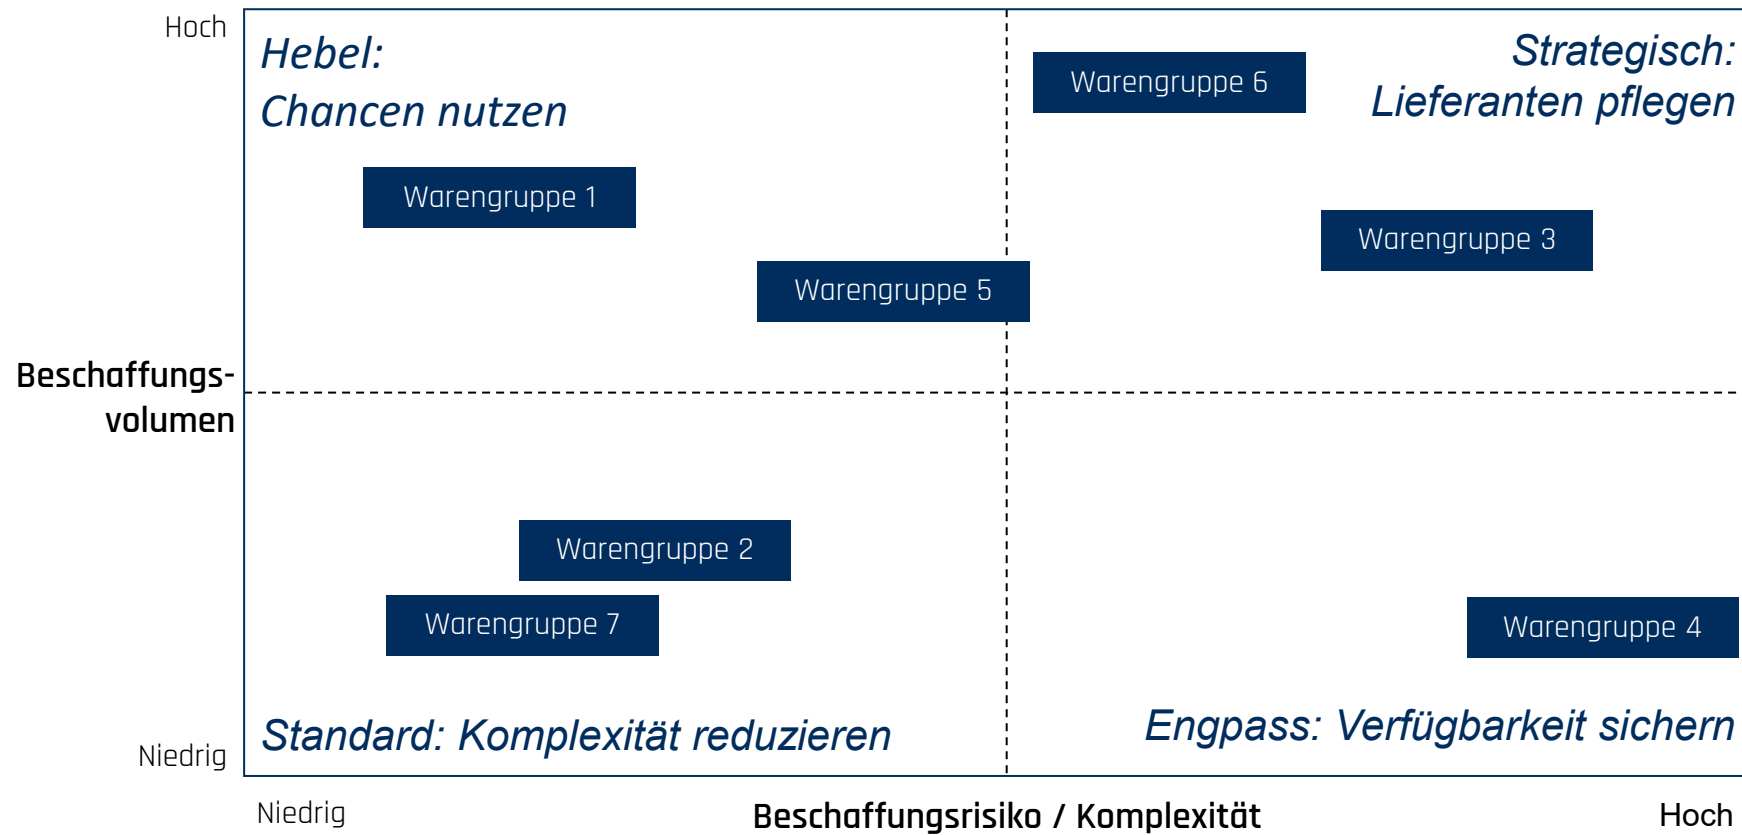 Hoch
Hebel:
Chancen nutzen
Strategisch:
Lieferanten pflegen
Warengruppe 6
Warengruppe 1
Warengruppe 3
Warengruppe 5
Beschaffungs-
volumen
Warengruppe 2
Warengruppe 7
Warengruppe 4
Standard: Komplexität reduzieren
Engpass: Verfügbarkeit sichern
Niedrig
Niedrig
Beschaffungsrisiko / Komplexität
Hoch